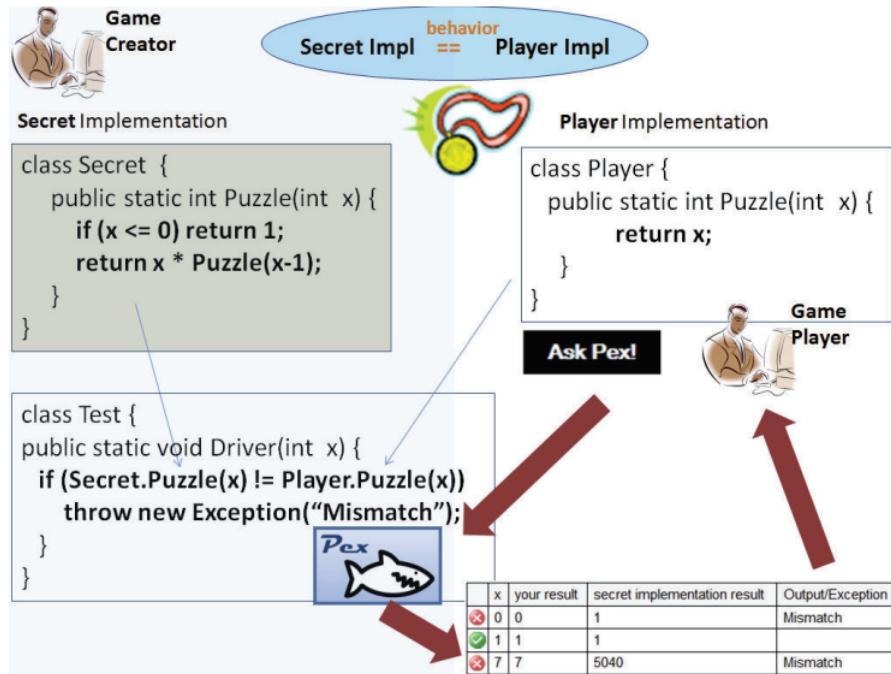 Game
Creator
behavior
Secret Impl == Player Impl
Secret Implementation
class Secret {
public static int Puzzle(int x) {
if (x <= 0) return 1;
return x * Puzzle(x-1);
}
}
Player Implementation
class Player {
public static int Puzzle(int x) {
return x;
}
}
Ask Pex!
Game
Player
class Test {
public static void Driver(int x) {
if (Secret.Puzzle(x) != Player.Puzzle(x))
throw new Exception(“Mismatch”);
}
}
Pex
x your result secret implementation result Output/Exception
0 0 1 Mismatch
1 1 1
7 7 5040 Mismatch